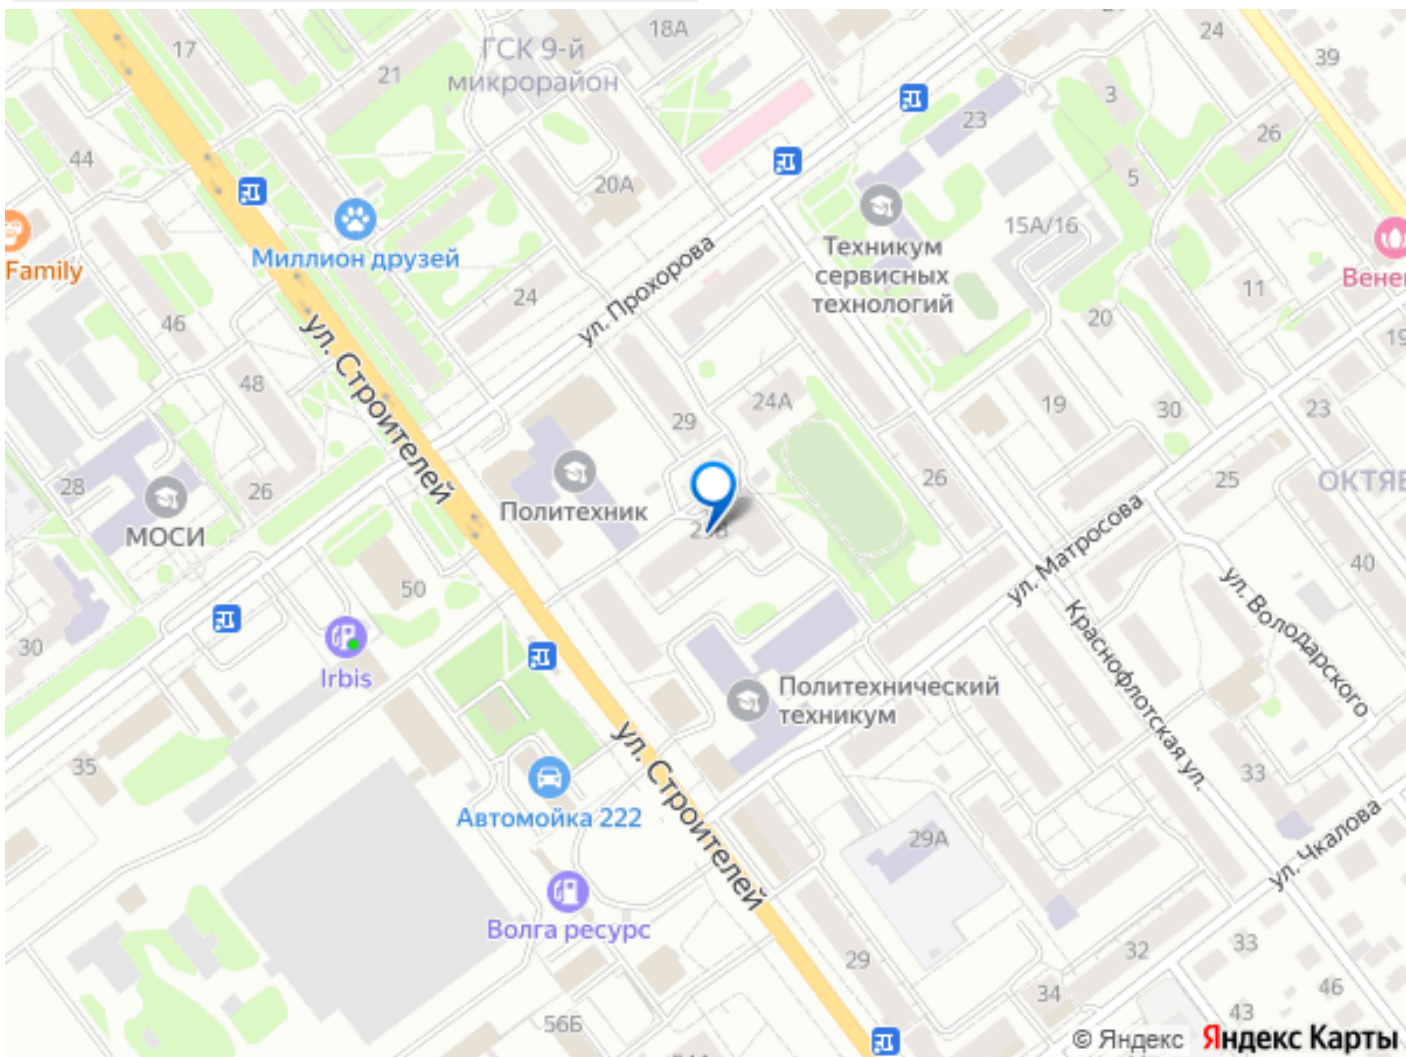 17
21
ГСК 9-й
микрорайон
18А
24
39
3
23
26
44
5
20А
15А/16
Техникум
сервисных
технологий
Family
Миллион друзей
Вене
ул. Прохорова
24
11
46
20
19
48
ул. Строителей
24А
29
19
30
23
28
26
МОСИ
Политехник
26
25
ОКТЯБ
ул. Матросова
50
40
ул. Володарского
30
Irbis
Краснофлотская ул.
Политехнический
техникум
35
33
ул. Строителей
Автомойка 222
29А
ул. Чкалова
Волга ресурс
29
32
33
34
46
43
56Б
© Яндекс Яндекс Карты